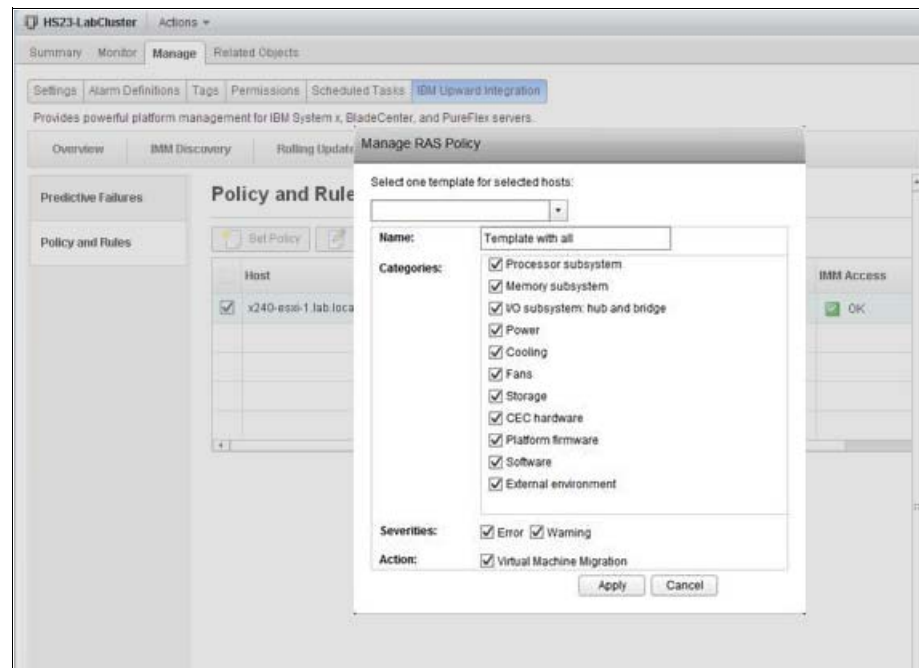 HS23-LabCluster Actions
Summary Monitor Manage Related Objects
Settings Alarm Definitions Tags Permissions Scheduled Tasks IBM Upward Integration
Provides powerful platform management for IBM System x, BladeCenter, and PureFlex servers.
Overview IMM Discovery Rolling Update
Manage RAS Policy
Select one template for selected hosts:
Predictive Failures
Policy and Rules
Policy and Rule
Set Policy
Host
IMM Access
x240-esxi-1.lab.loca
OK
Name: Template with all
Categories:
Processor subsystem
Memory subsystem
I/O subsystem: hub and bridge
Power
Cooling
Fans
Storage
CEC hardware
Platform firmware
Software
External environment
Severities: Error Warning
Action: Virtual Machine Migration
Apply Cancel